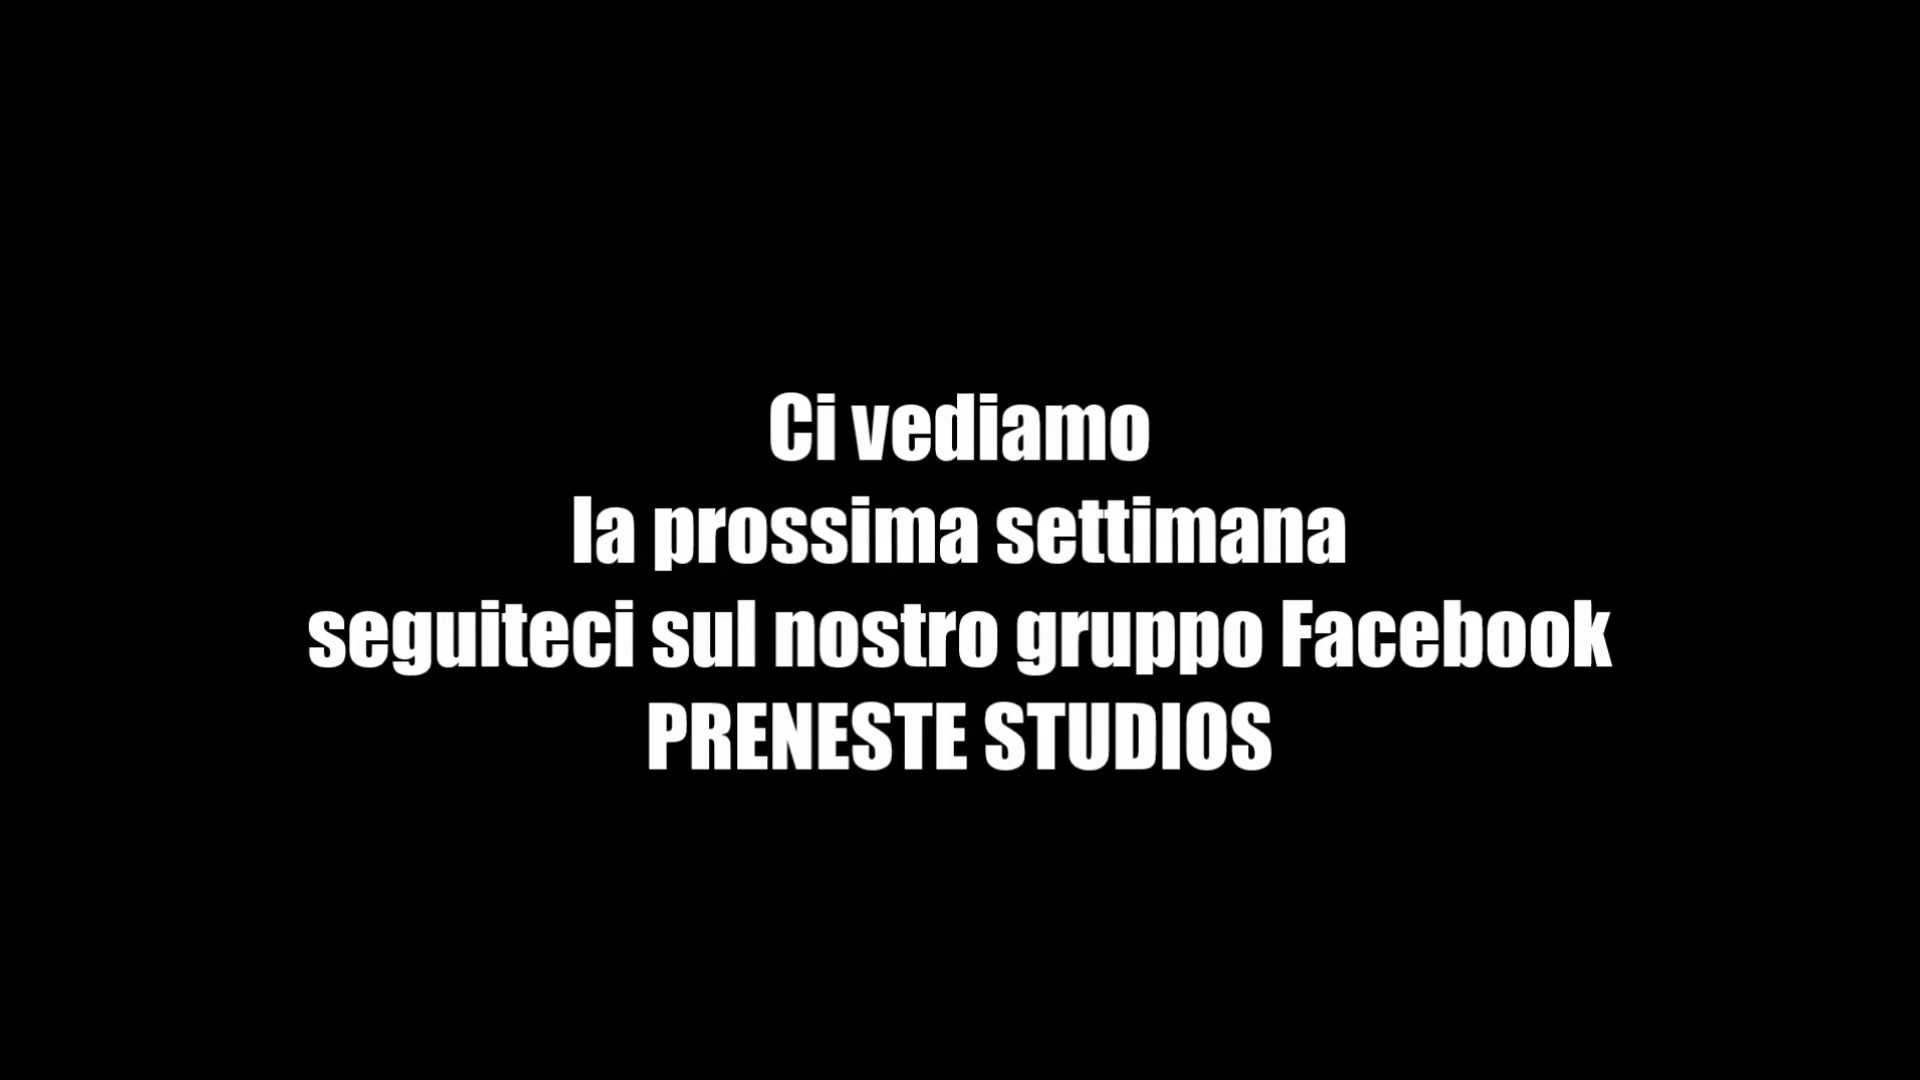 Ci vediamo
la prossima settimana
seguiteci sul nostro gruppo Facebook
PRENESTE STUDIOS